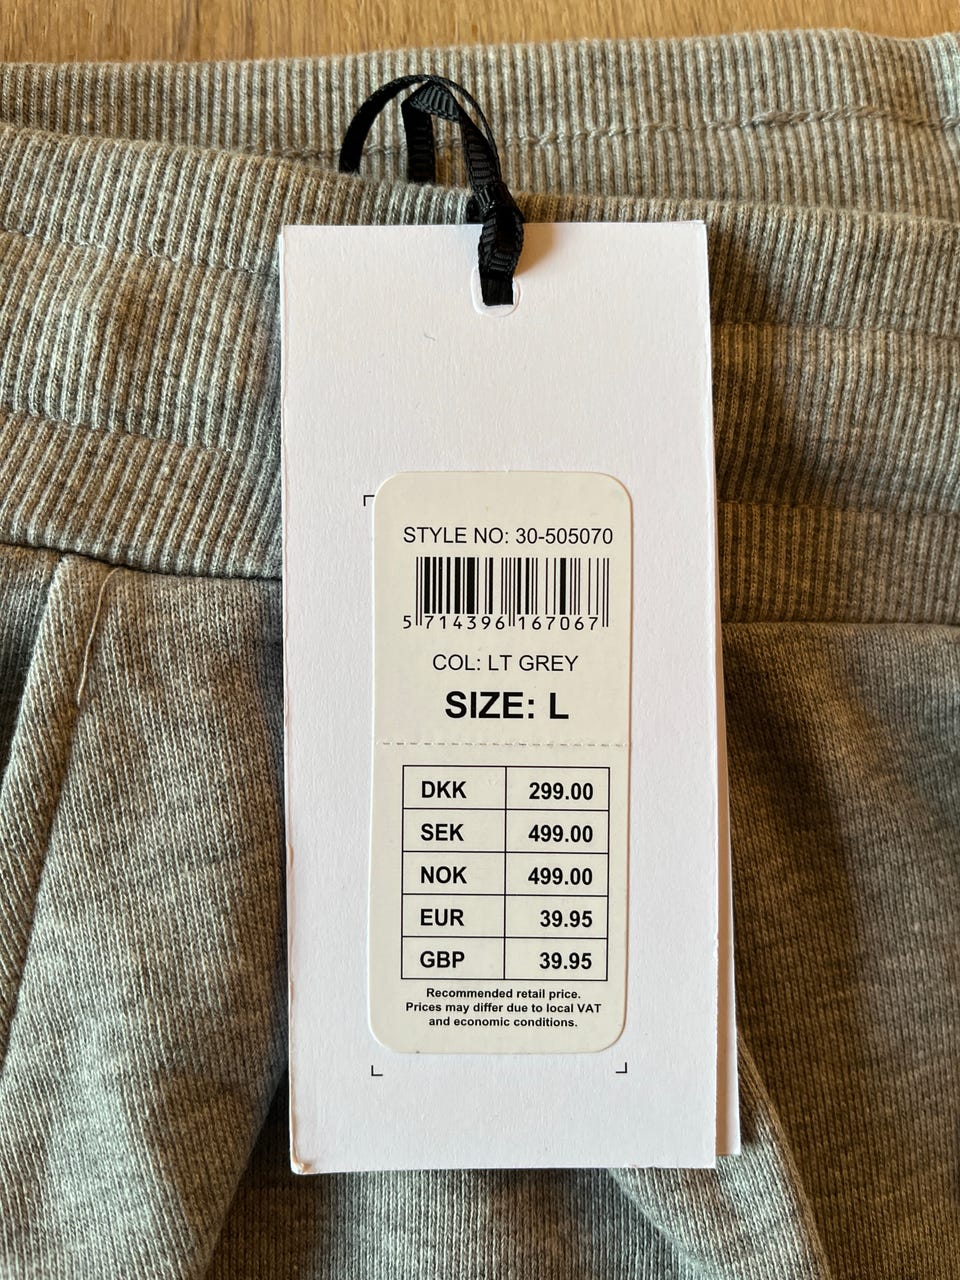 STYLE NO: 30-505070
5 714396 167067
COL: LT GREY
SIZE: L
DKK 299.00
SEK 499.00
NOK 499.00
EUR 39.95
GBP 39.95
Recommended retail price.
Prices may differ due to local VAT
and economic conditions.